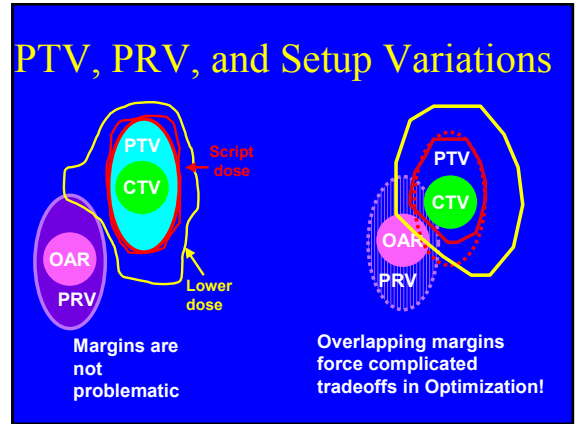 PTV, PRV, and Setup Variations
PTV
CTV
Script
dose
OAR
PRV
Lower
dose
Margins are
not
problematic
PTV
CTV
OAR
PRV
Overlapping margins
force complicated
tradeoffs in Optimization!